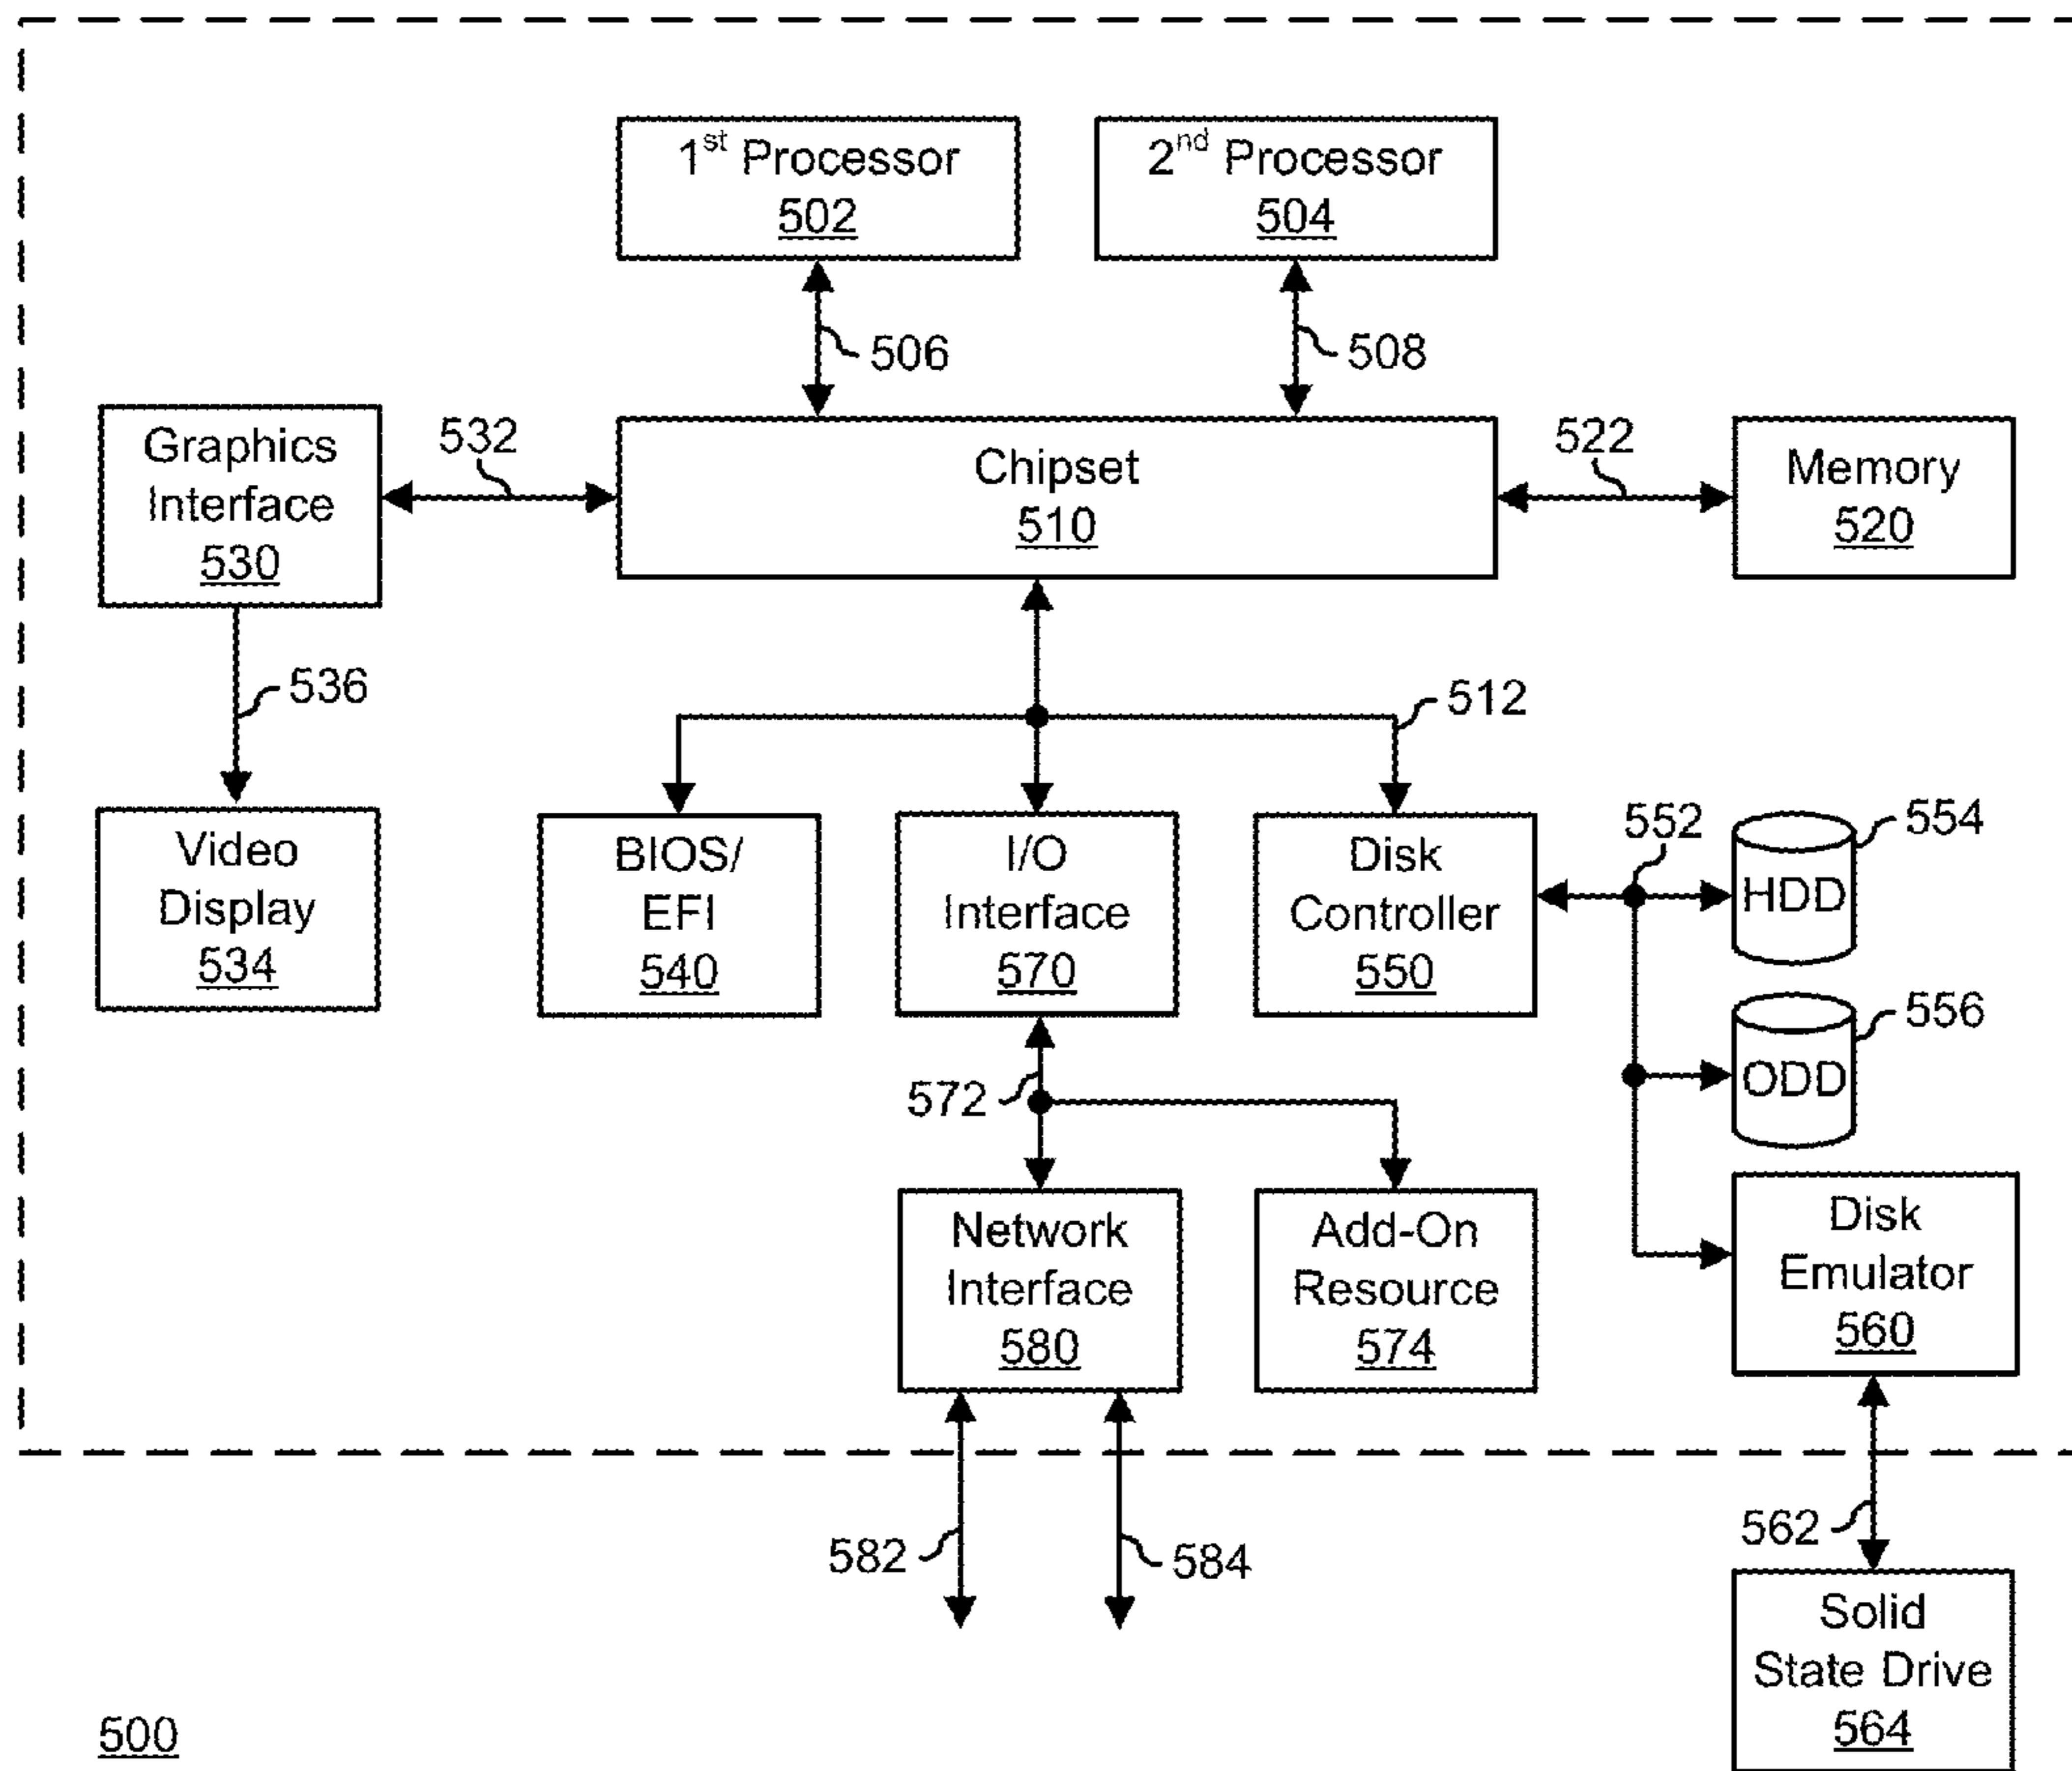 1st Processor
502
2nd Processor
504
506
508
Graphics
Interface
530
532
Chipset
510
522
Memory
520
536
512
Video
Display
534
BIOS/
EFI
540
I/O
Interface
570
Disk
Controller
550
552
HDD
554
ODD
556
572
Network
Interface
580
Add-On
Resource
574
Disk
Emulator
560
582
584
562
Solid
State Drive
564
500